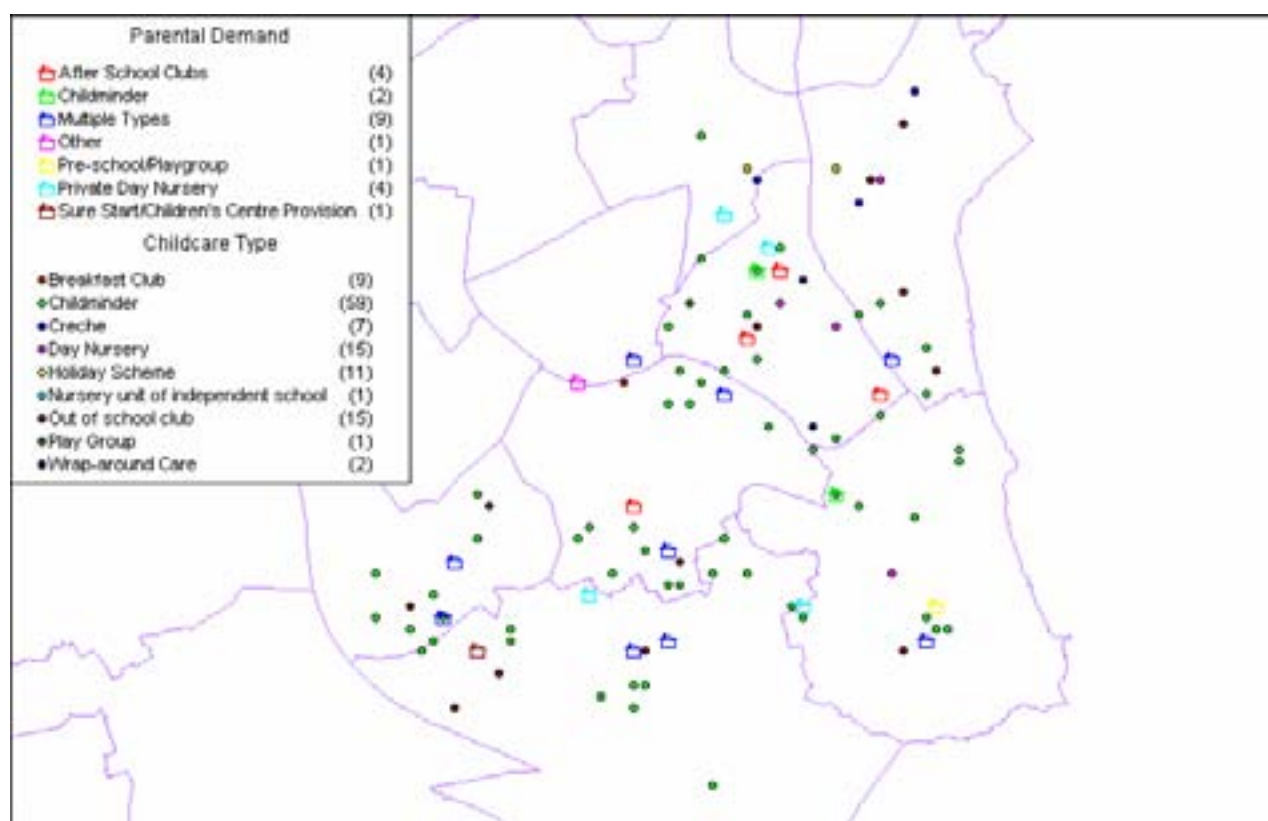 Parental Demand
After School Clubs (4)
Childminder (2)
Multiple Types (9)
Other (1)
Pre-school/Playgroup (1)
Private Day Nursery (4)
Sure Start/Children's Centre Provision (1)
Childcare Type
Breakfast Club (9)
Childminder (59)
Creche (7)
Day Nursery (15)
Holiday Scheme (11)
Nursery unit of independent school (1)
Out of school club (15)
Play Group (1)
Wrap-around Care (2)